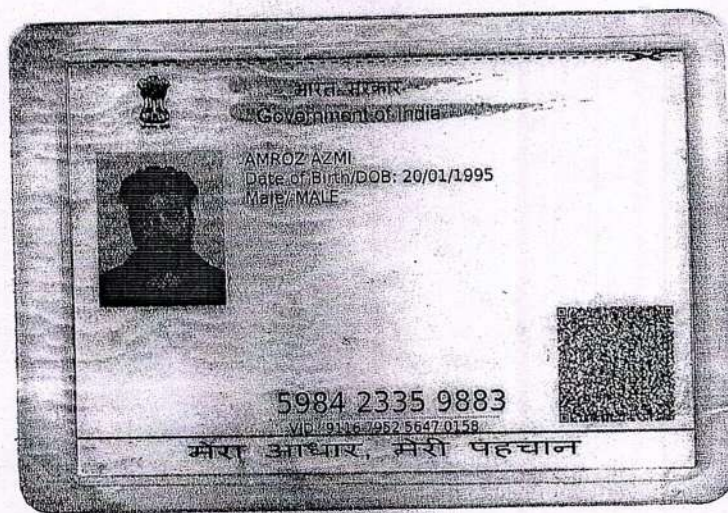 भारत सरकार
Government of India
AMROZ AZMI
Date of Birth/DOB: 20/01/1995
Male/ MALE
5984 2335 9883
VID : 9116 7952 5647 0158
मेरा आधार, मेरी पहचान